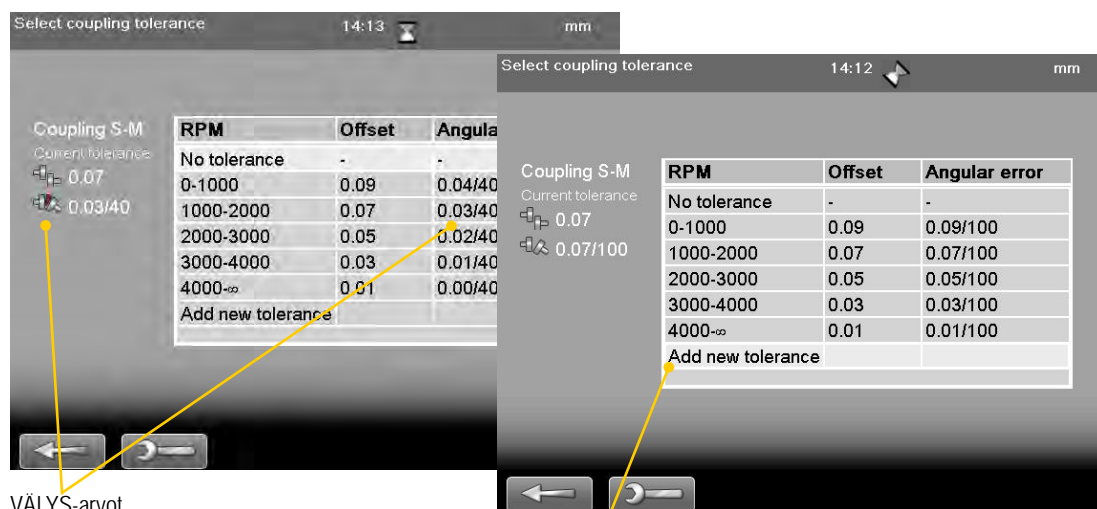 Select coupling tolerance 14:13 mm
Coupling S-M
Current tolerance
0.07
0.03/40
RPM Offset Angula
No tolerance - -
0-1000 0.09 0.04/40
1000-2000 0.07 0.03/40
2000-3000 0.05 0.02/40
3000-4000 0.03 0.01/40
4000-∞ 0.01 0.00/40
Add new tolerance
VÄLYS-arvot
Select coupling tolerance 14:12 mm
Coupling S-M
Current tolerance
0.07
0.07/100
RPM Offset Angular error
No tolerance - -
0-1000 0.09 0.09/100
1000-2000 0.07 0.07/100
2000-3000 0.05 0.05/100
3000-4000 0.03 0.03/100
4000-∞ 0.01 0.01/100
Add new tolerance